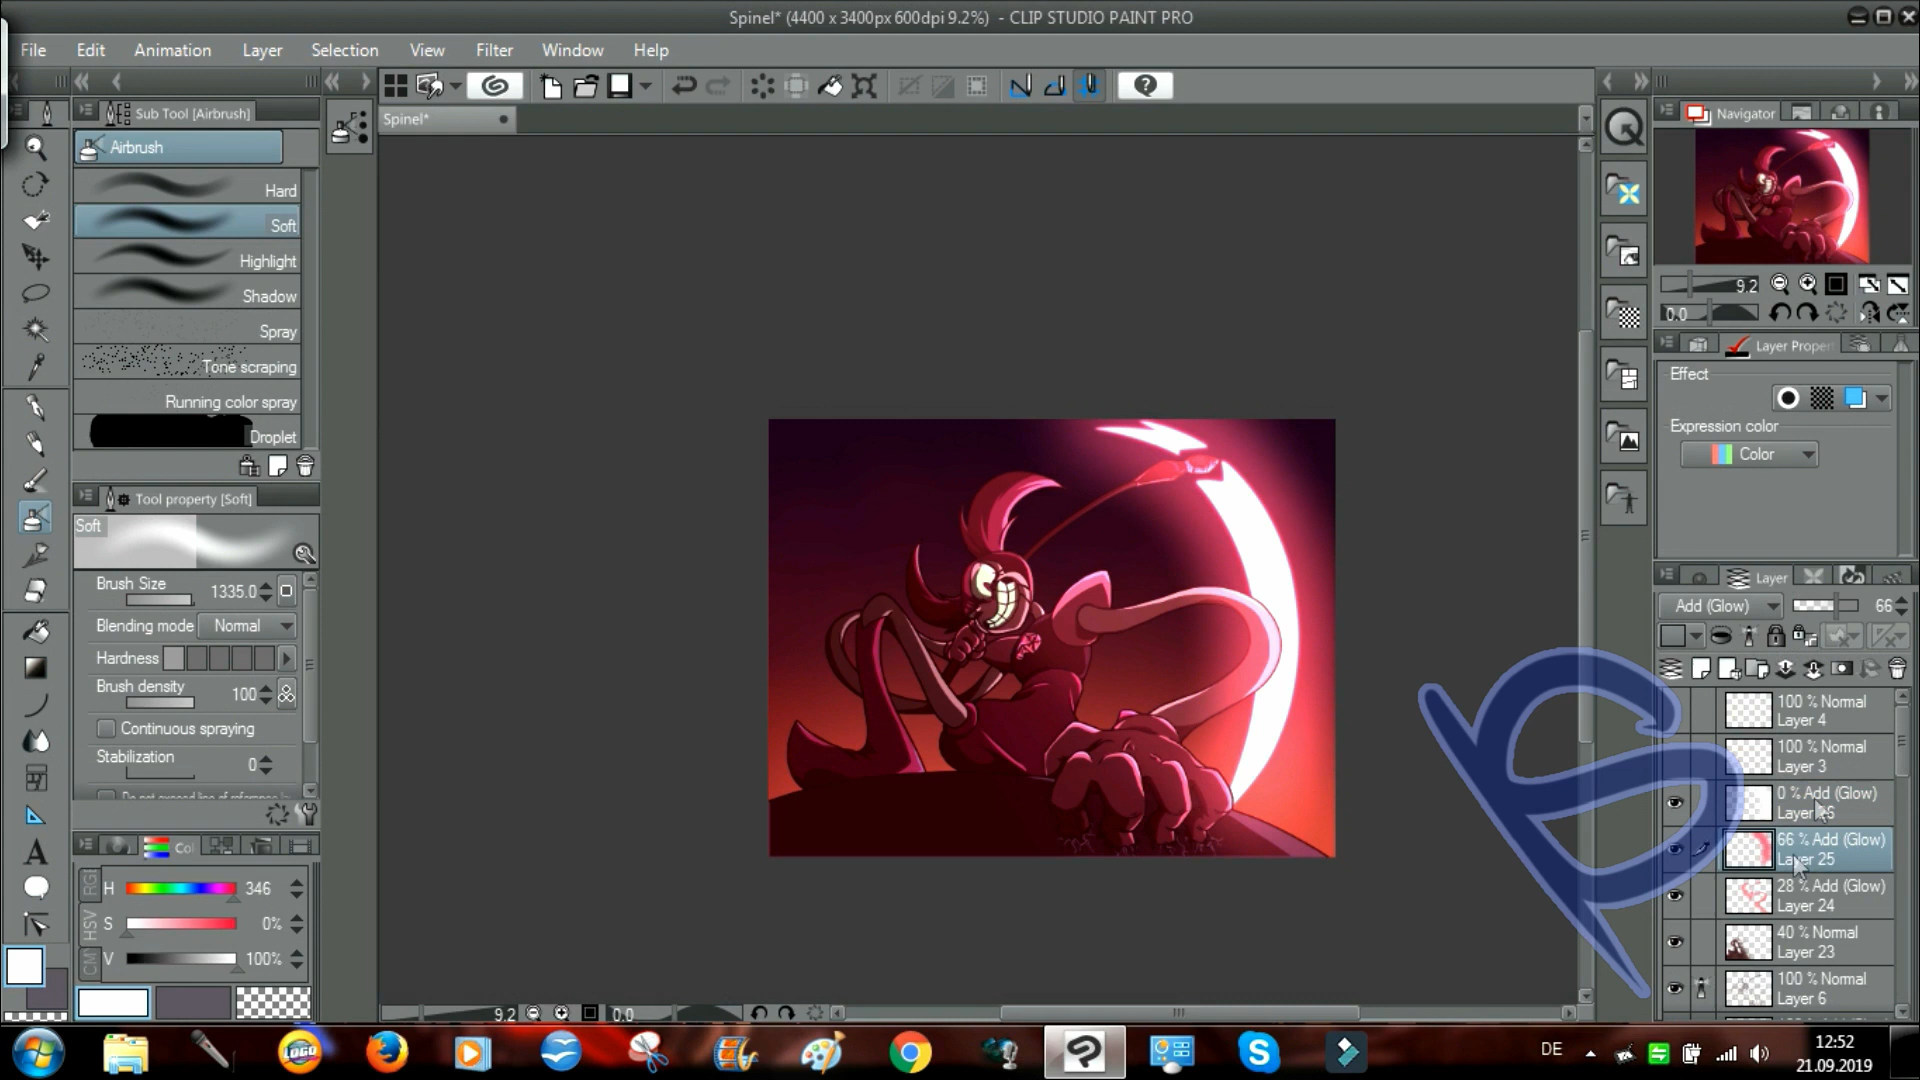 Spinel* (4400 x 3400px 600dpi 9.2%) - CLIP STUDIO PAINT PRO
File Edit Animation Layer Selection View Filter Window Help
Sub Tool [Airbrush]
Airbrush
Hard
Soft
Highlight
Shadow
Spray
Tone scraping
Running color spray
Droplet
Tool property [Soft]
Soft
Brush Size 1335.0
Blending mode Normal
Hardness
Brush density 100
Continuous spraying
Stabilization 0
Col
RGB
HSV
H 346
S 0%
V 100%
Spinel*
9.2 0.0
Navigator
9.2
0.0
Layer Proper
Effect
Expression color
Color
Layer
Add (Glow) 66
100 % Normal
Layer 4
100 % Normal
Layer 3
0 % Add (Glow)
66 % Add (Glow)
Layer 25
28 % Add (Glow)
Layer 24
40 % Normal
Layer 23
100 % Normal
Layer 6
LOGO
DE
12:52
21.09.2019